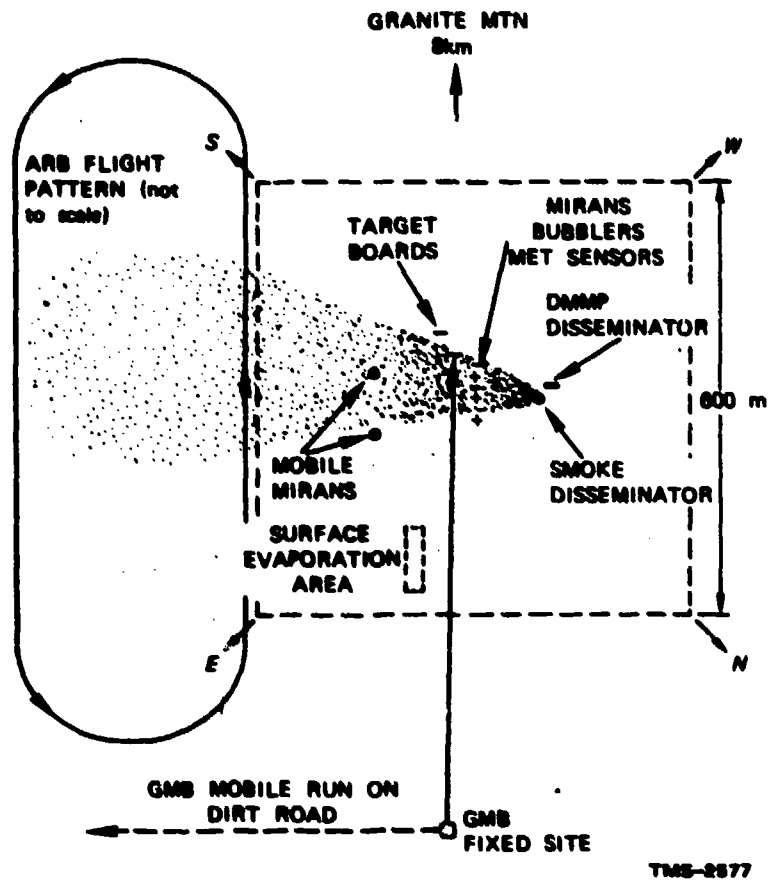 GRANITE MTN
8km
S
W
ARB FLIGHT
PATTERN (not
to scale)
TARGET
BOARDS
MIRANS
BUBBLERS
MET SENSORS
DMMP
DISSEMINATOR
600 m
MOBILE
MIRANS
SMOKE
DISSEMINATOR
SURFACE
EVAPORATION
AREA
E
N
GMB MOBILE RUN ON
DIRT ROAD
GMB
FIXED SITE
TMS-2577